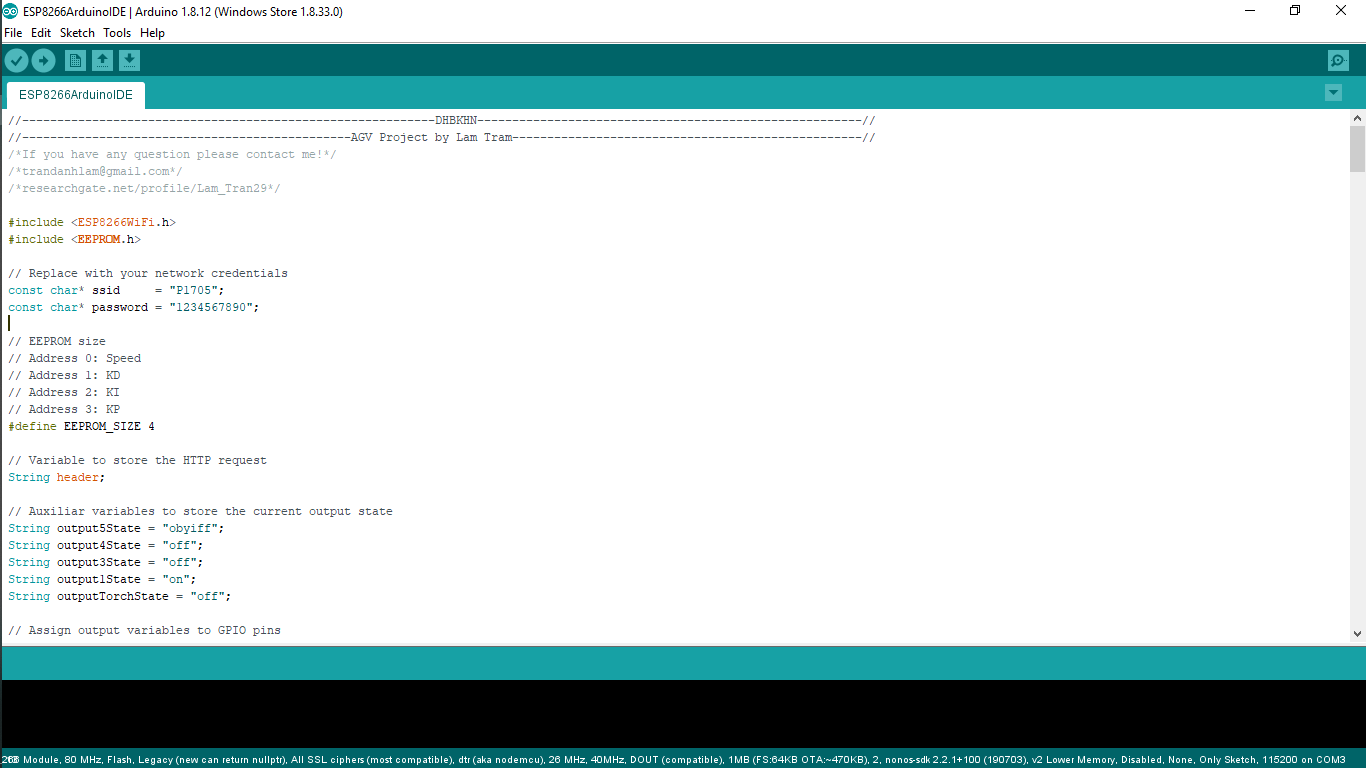 ESP8266ArduinoIDE | Arduino 1.8.12 (Windows Store 1.8.33.0)
File Edit Sketch Tools Help
ESP8266ArduinoIDE
//-----------------------------------------------------------DHBKHN-------------------------------------------------------//
//-----------------------------------------------AGV Project by Lam Tram--------------------------------------------------//
/*If you have any question please contact me!*/
/*trandanhlam@gmail.com*/
/*researchgate.net/profile/Lam_Tran29*/
#include <ESP8266WiFi.h>
#include <EEPROM.h>
// Replace with your network credentials
const char* ssid     = "P1705";
const char* password = "1234567890";
// EEPROM size
// Address 0: Speed
// Address 1: KD
// Address 2: KI
// Address 3: KP
#define EEPROM_SIZE 4
// Variable to store the HTTP request
String header;
// Auxiliar variables to store the current output state
String output5State = "obyiff";
String output4State = "off";
String output3State = "off";
String output1State = "on";
String outputTorchState = "off";
// Assign output variables to GPIO pins
Module, 80 MHz, Flash, Legacy (new can return nullptr), All SSL ciphers (most compatible), dtr (aka nodemcu), 26 MHz, 40MHz, DOUT (compatible), 1MB (FS:64KB OTA:~470KB), 2, nonos-sdk 2.2.1+100 (190703), v2 Lower Memory, Disabled, None, Only Sketch, 115200 on COM3